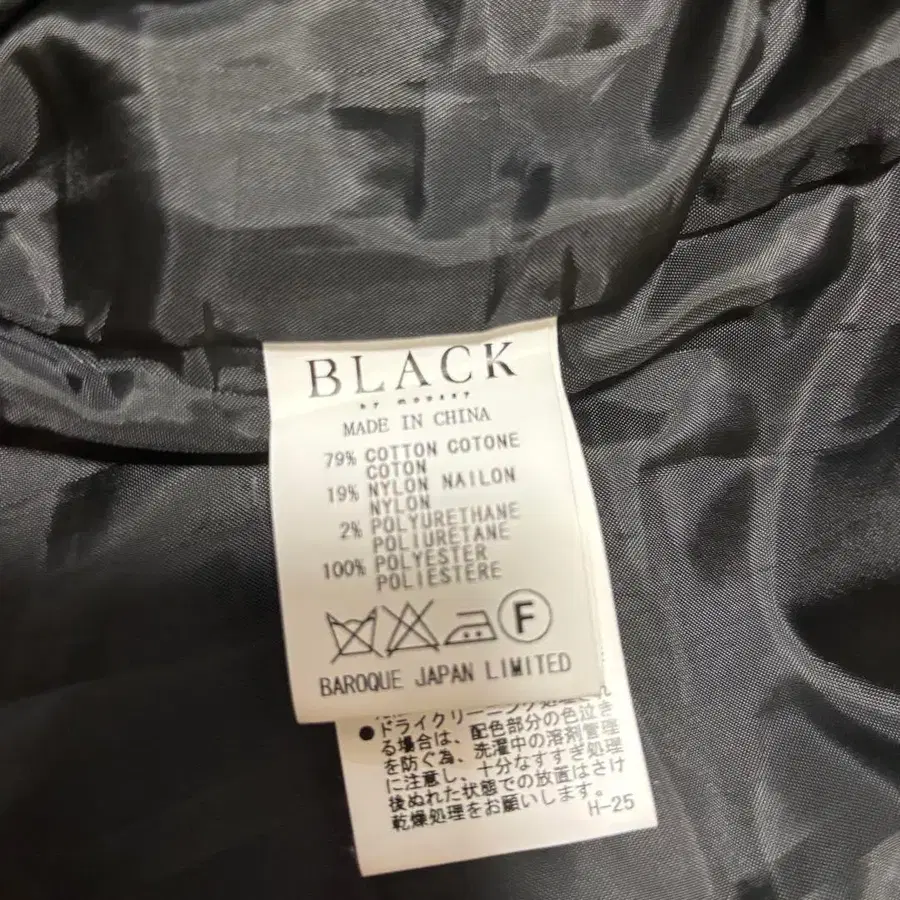 BLACK
BY MOUSSY
MADE IN CHINA
79% COTTON COTONE
COTON
19% NYLON NAILON
NYLON
2% POLYURETHANE
POLIURETANE
100% POLYESTER
POLIESTERE
F
BAROQUE JAPAN LIMITED
●ドライクリーニング処理
る場合は、配色部分の色泣き
を防ぐ為、洗濯中の溶剤管理
に注意し、十分なすすぎ処理
後ぬれた状態での放置はさけ
乾燥処理をお願いします。
H-25